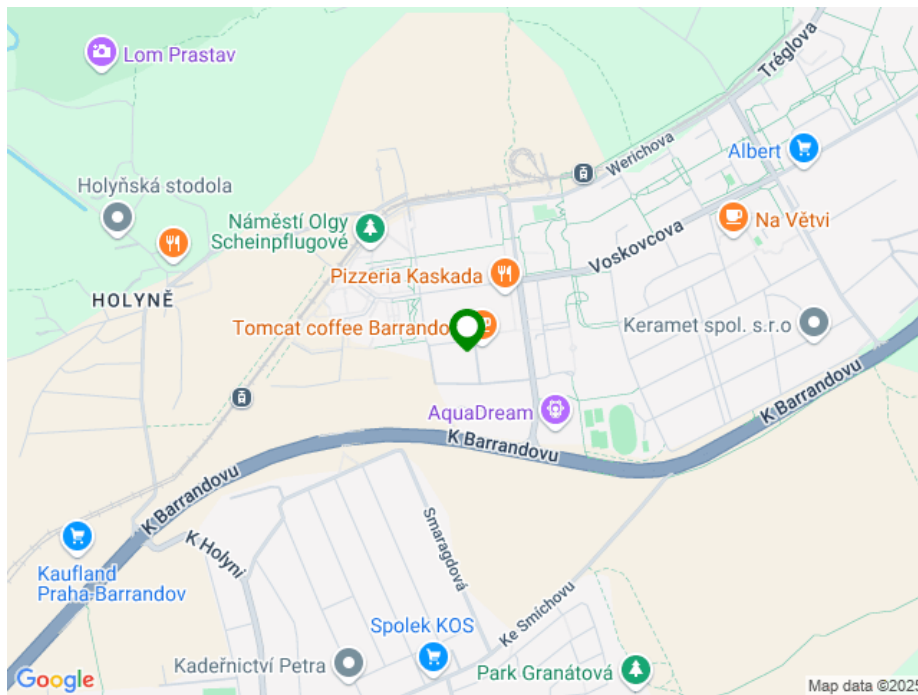 Lom Prastav
Tréglova
Werichova
Albert
Holyňská stodola
Náměstí Olgy
Scheinpflugové
Na Větvi
Voskovcova
Pizzeria Kaskada
HOLYNĚ
Tomcat coffee Barrando
Keramet spol. s.r.o
AquaDream
K Barrandovu
K Barrandovu
K Barrandovu
K Holyni
Smaragdová
Kaufland
Praha-Barrandov
Ke Smíchovu
Spolek KOS
Kadeřnictví Petra
Park Granátová
Google
Map data ©2025